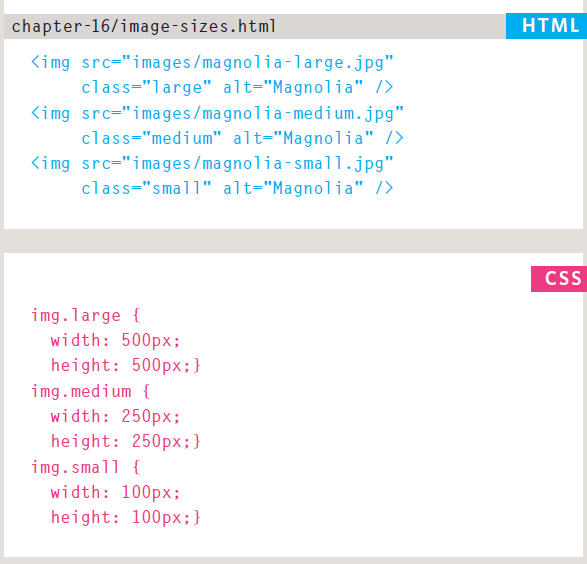 chapter-16/image-sizes.html HTML
<img src="images/magnolia-large.jpg"
class="large" alt="Magnolia" />
<img src="images/magnolia-medium.jpg"
class="medium" alt="Magnolia" />
<img src="images/magnolia-small.jpg"
class="small" alt="Magnolia" />
CSS
img.large {
width: 500px;
height: 500px;}
img.medium {
width: 250px;
height: 250px;}
img.small {
width: 100px;
height: 100px;}